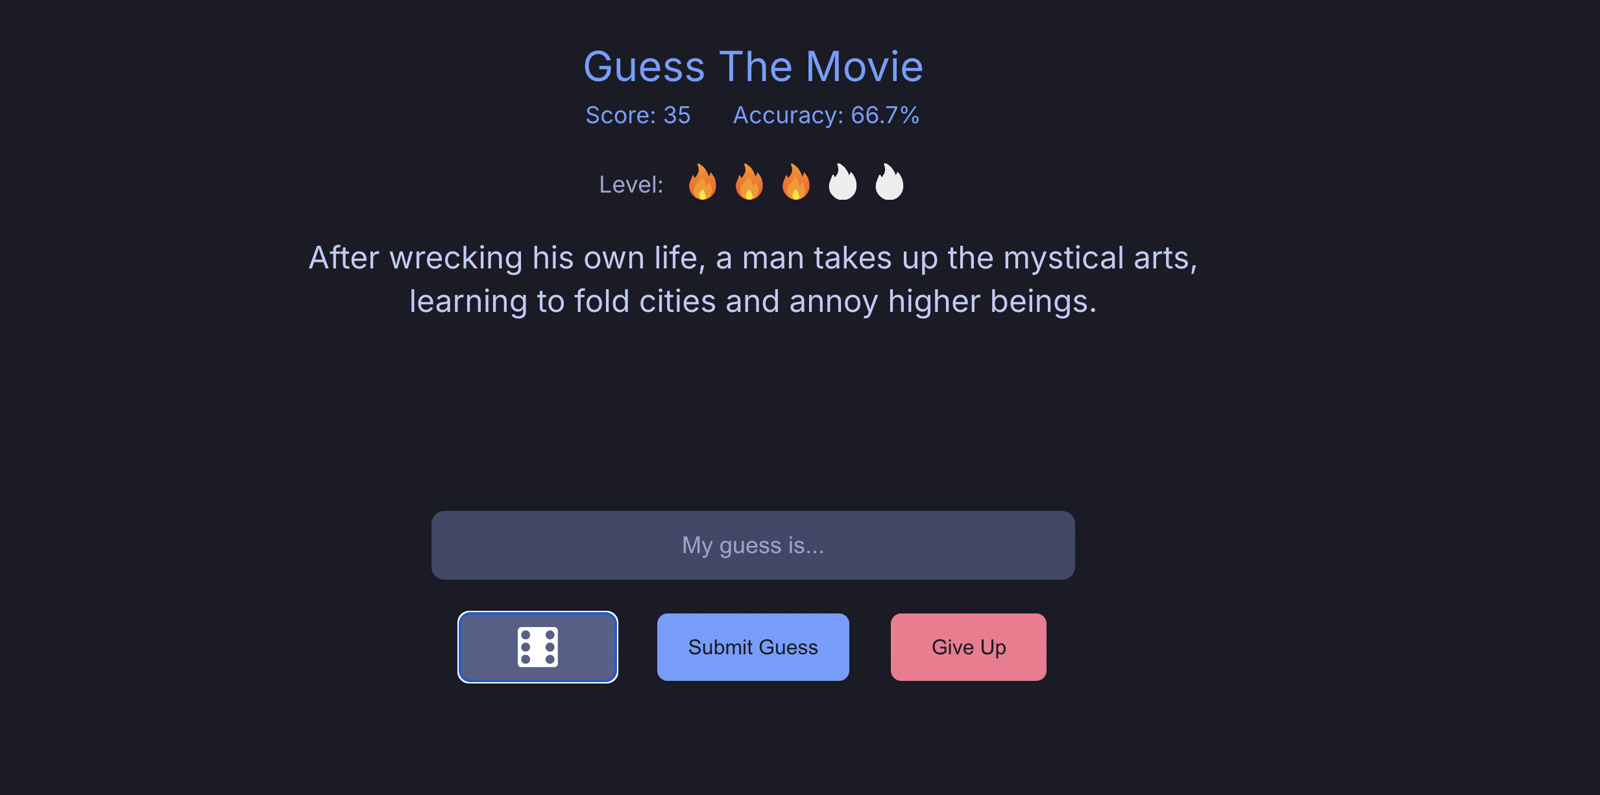 Guess The Movie
Score: 35 Accuracy: 66.7%
Level:
After wrecking his own life, a man takes up the mystical arts,
learning to fold cities and annoy higher beings.
My guess is...
Submit Guess
Give Up